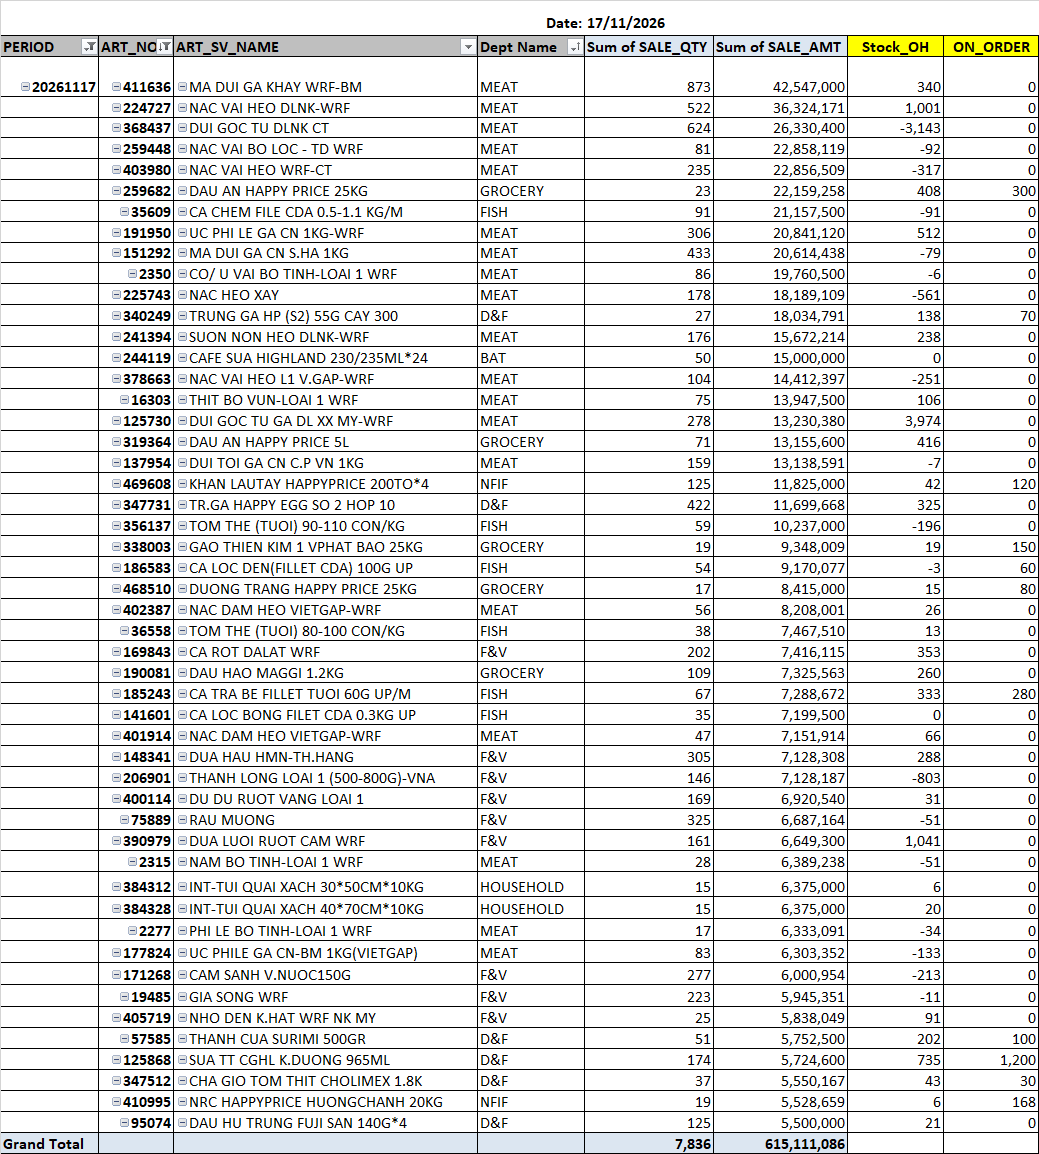 Date: 17/11/2026
PERIOD ART_NO ART_SV_NAME Dept Name Sum of SALE_QTY Sum of SALE_AMT Stock_OH ON_ORDER
20261117 411636 MA DUI GA KHAY WRF-BM MEAT 873 42,547,000 340 0
224727 NAC VAI HEO DLNK-WRF MEAT 522 36,324,171 1,001 0
368437 DUI GOC TU DLNK CT MEAT 624 26,330,400 -3,143 0
259448 NAC VAI BO LOC - TD WRF MEAT 81 22,858,119 -92 0
403980 NAC VAI HEO WRF-CT MEAT 235 22,856,509 -317 0
259682 DAU AN HAPPY PRICE 25KG GROCERY 23 22,159,258 408 300
35609 CA CHEM FILE CDA 0.5-1.1 KG/M FISH 91 21,157,500 -91 0
191950 UC PHI LE GA CN 1KG-WRF MEAT 306 20,841,120 512 0
151292 MA DUI GA CN S.HA 1KG MEAT 433 20,614,438 -79 0
2350 CO/ U VAI BO TINH-LOAI 1 WRF MEAT 86 19,760,500 -6 0
225743 NAC HEO XAY MEAT 178 18,189,109 -561 0
340249 TRUNG GA HP (S2) 55G CAY 300 D&F 27 18,034,791 138 70
241394 SUON NON HEO DLNK-WRF MEAT 176 15,672,214 238 0
244119 CAFE SUA HIGHLAND 230/235ML*24 BAT 50 15,000,000 0 0
378663 NAC VAI HEO L1 V.GAP-WRF MEAT 104 14,412,397 -251 0
16303 THIT BO VUN-LOAI 1 WRF MEAT 75 13,947,500 106 0
125730 DUI GOC TU GA DL XX MY-WRF MEAT 278 13,230,380 3,974 0
319364 DAU AN HAPPY PRICE 5L GROCERY 71 13,155,600 416 0
137954 DUI TOI GA CN C.P VN 1KG MEAT 159 13,138,591 -7 0
469608 KHAN LAUTAY HAPPYPRICE 200TO*4 NFIF 125 11,825,000 42 120
347731 TR.GA HAPPY EGG SO 2 HOP 10 D&F 422 11,699,668 325 0
356137 TOM THE (TUOI) 90-110 CON/KG FISH 59 10,237,000 -196 0
338003 GAO THIEN KIM 1 VPHAT BAO 25KG GROCERY 19 9,348,009 19 150
186583 CA LOC DEN(FILLET CDA) 100G UP FISH 54 9,170,077 -3 60
468510 DUONG TRANG HAPPY PRICE 25KG GROCERY 17 8,415,000 15 80
402387 NAC DAM HEO VIETGAP-WRF MEAT 56 8,208,001 26 0
36558 TOM THE (TUOI) 80-100 CON/KG FISH 38 7,467,510 13 0
169843 CA ROT DALAT WRF F&V 202 7,416,115 353 0
190081 DAU HAO MAGGI 1.2KG GROCERY 109 7,325,563 260 0
185243 CA TRA BE FILLET TUOI 60G UP/M FISH 67 7,288,672 333 280
141601 CA LOC BONG FILET CDA 0.3KG UP FISH 35 7,199,500 0 0
401914 NAC DAM HEO VIETGAP-WRF MEAT 47 7,151,914 66 0
148341 DUA HAU HMN-TH.HANG F&V 305 7,128,308 288 0
206901 THANH LONG LOAI 1 (500-800G)-VNA F&V 146 7,128,187 -803 0
400114 DU DU RUOT VANG LOAI 1 F&V 169 6,920,540 31 0
75889 RAU MUONG F&V 325 6,687,164 -51 0
390979 DUA LUOI RUOT CAM WRF F&V 161 6,649,300 1,041 0
2315 NAM BO TINH-LOAI 1 WRF MEAT 28 6,389,238 -51 0
384312 INT-TUI QUAI XACH 30*50CM*10KG HOUSEHOLD 15 6,375,000 6 0
384328 INT-TUI QUAI XACH 40*70CM*10KG HOUSEHOLD 15 6,375,000 20 0
2277 PHI LE BO TINH-LOAI 1 WRF MEAT 17 6,333,091 -34 0
177824 UC PHILE GA CN-BM 1KG(VIETGAP) MEAT 83 6,303,352 -133 0
171268 CAM SANH V.NUOC150G F&V 277 6,000,954 -213 0
19485 GIA SONG WRF F&V 223 5,945,351 -11 0
405719 NHO DEN K.HAT WRF NK MY F&V 25 5,838,049 91 0
57585 THANH CUA SURIMI 500GR D&F 51 5,752,500 202 100
125868 SUA TT CGHL K.DUONG 965ML D&F 174 5,724,600 735 1,200
347512 CHA GIO TOM THIT CHOLIMEX 1.8K D&F 37 5,550,167 43 30
410995 NRC HAPPYPRICE HUONGCHANH 20KG NFIF 19 5,528,659 6 168
95074 DAU HU TRUNG FUJI SAN 140G*4 D&F 125 5,500,000 21 0
Grand Total 7,836 615,111,086